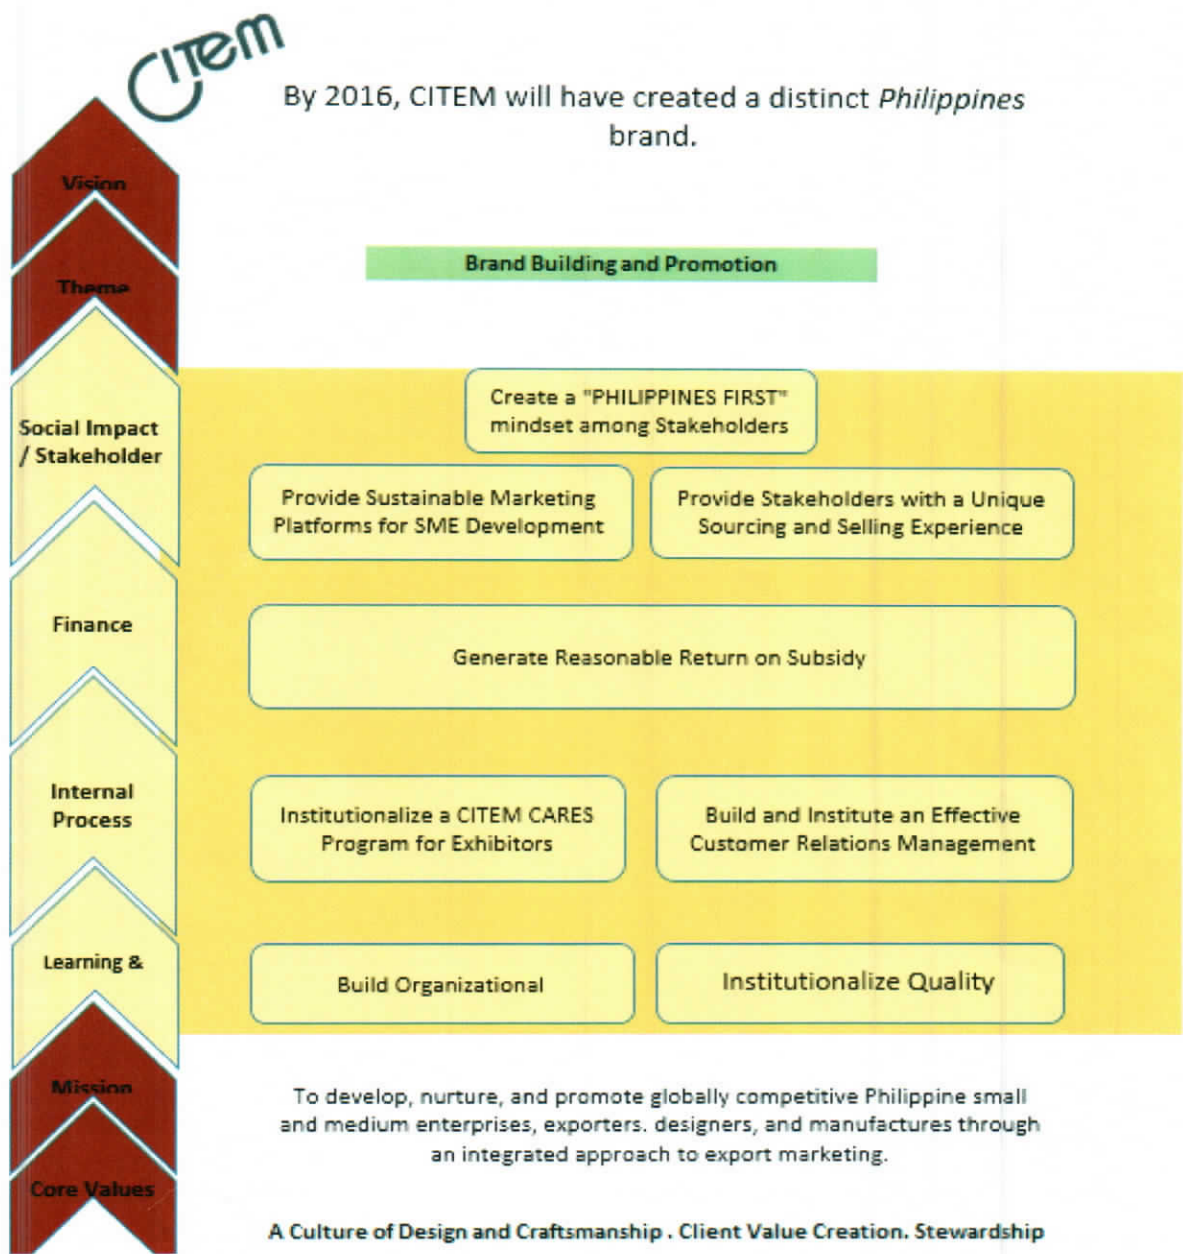 CITEM
By 2016, CITEM will have created a distinct Philippines
brand.
Vision
Brand Building and Promotion
Theme
Create a "PHILIPPINES FIRST"
mindset among Stakeholders
Social Impact
/ Stakeholder
Provide Sustainable Marketing
Platforms for SME Development
Provide Stakeholders with a Unique
Sourcing and Selling Experience
Finance
Generate Reasonable Return on Subsidy
Internal
Process
Institutionalize a CITEM CARES
Program for Exhibitors
Build and Institute an Effective
Customer Relations Management
Learning &
Build Organizational
Institutionalize Quality
Mission
To develop, nurture, and promote globally competitive Philippine small
and medium enterprises, exporters. designers, and manufactures through
an integrated approach to export marketing.
Core Values
A Culture of Design and Craftsmanship . Client Value Creation. Stewardship